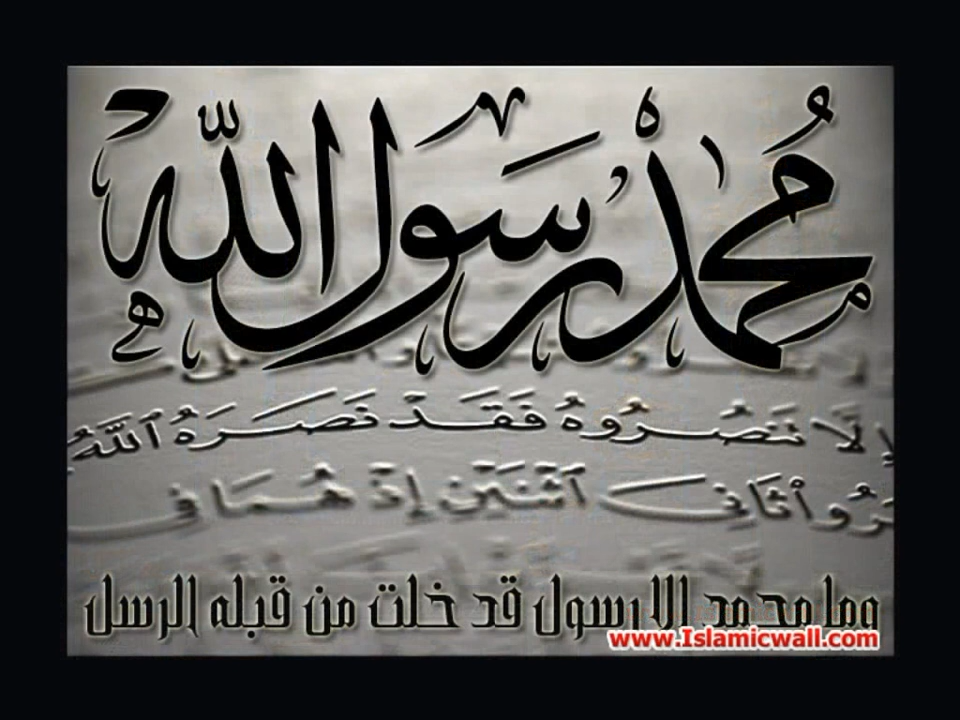 محمد رسول الله
إلا تنصروه فقد نصره الله
ثاني اثنين إذ هما في
وما محمد الا رسول قد خلت من قبله الرسل
www.Islamicwall.com